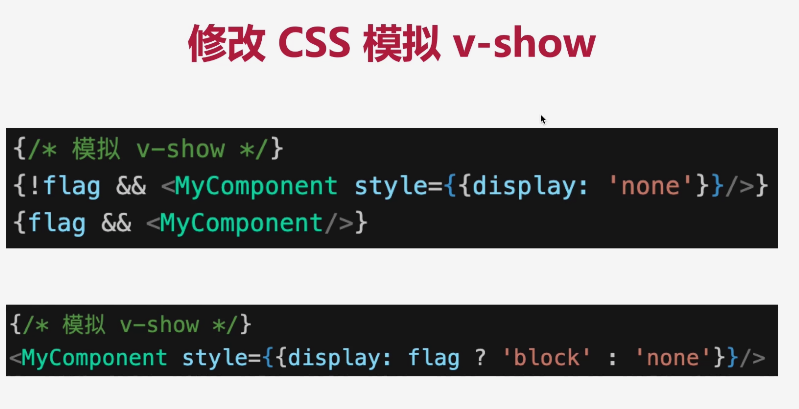 修改 CSS 模拟 v-show
{/* 模拟 v-show */}
{!flag && <MyComponent style={{display: 'none'}}/>}
{flag && <MyComponent/>}
{/* 模拟 v-show */}
<MyComponent style={{display: flag ? 'block' : 'none'}}/>